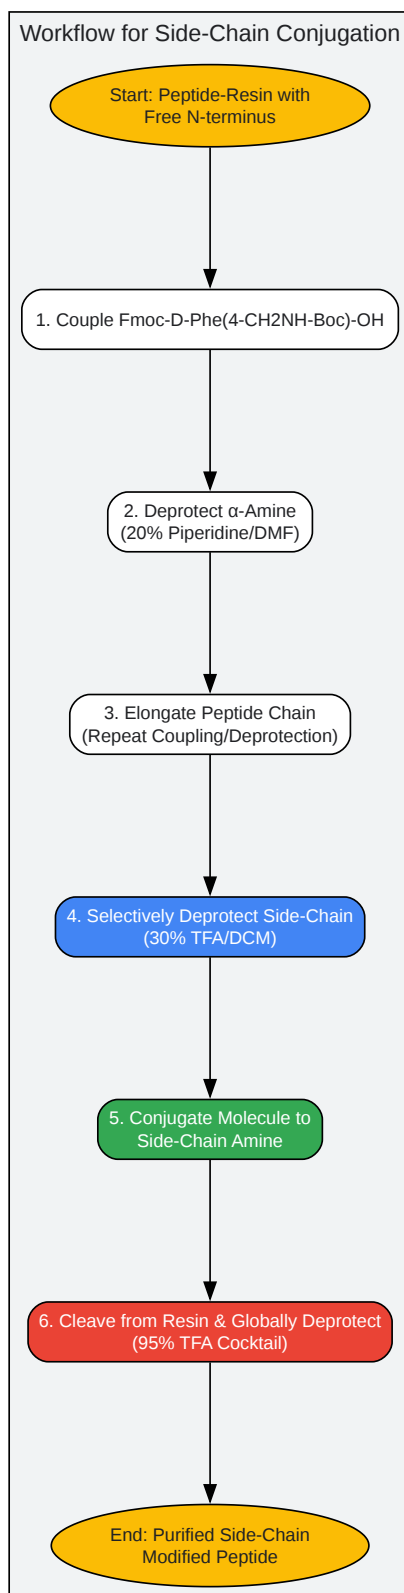 Workflow for Side-Chain Conjugation
Start: Peptide-Resin with
Free N-terminus
1. Couple Fmoc-D-Phe(4-CH2NH-Boc)-OH
2. Deprotect α-Amine
(20% Piperidine/DMF)
3. Elongate Peptide Chain
(Repeat Coupling/Deprotection)
4. Selectively Deprotect Side-Chain
(30% TFA/DCM)
5. Conjugate Molecule to
Side-Chain Amine
6. Cleave from Resin & Globally Deprotect
(95% TFA Cocktail)
End: Purified Side-Chain
Modified Peptide